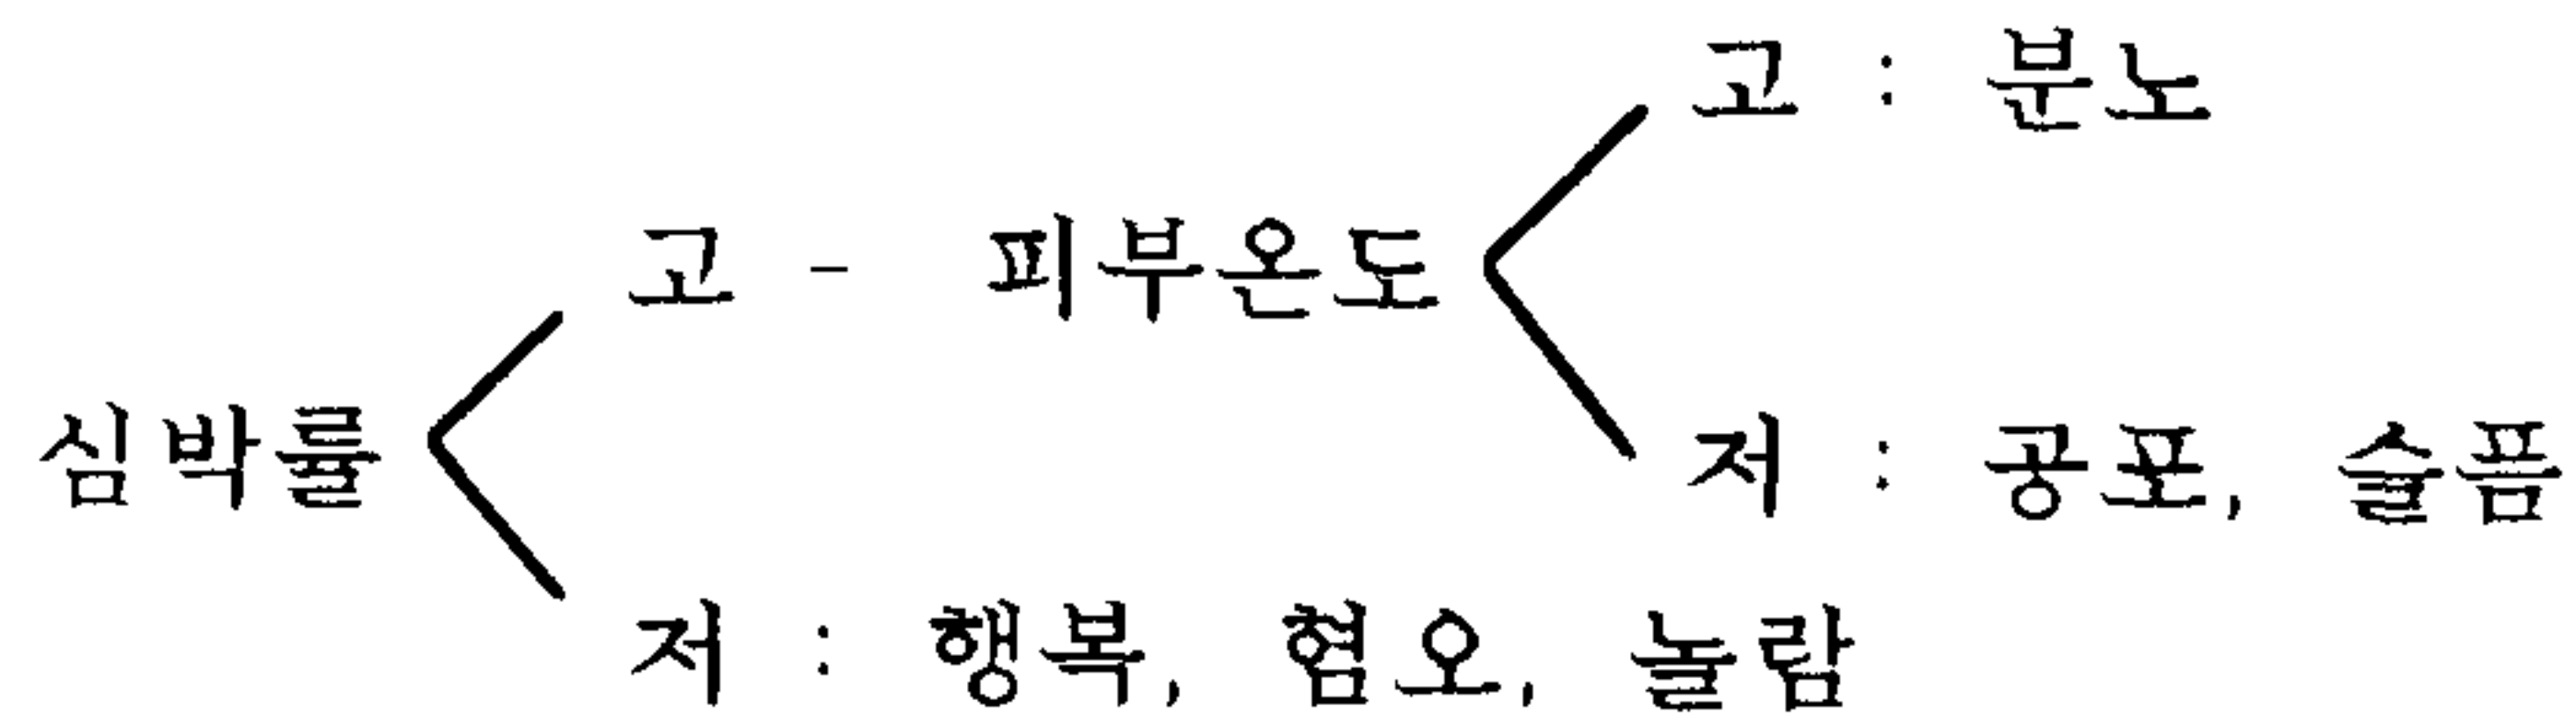 고 : 분노
고 - 피부온도
심박률
저 : 공포, 슬픔
저 : 행복, 혐오, 놀람